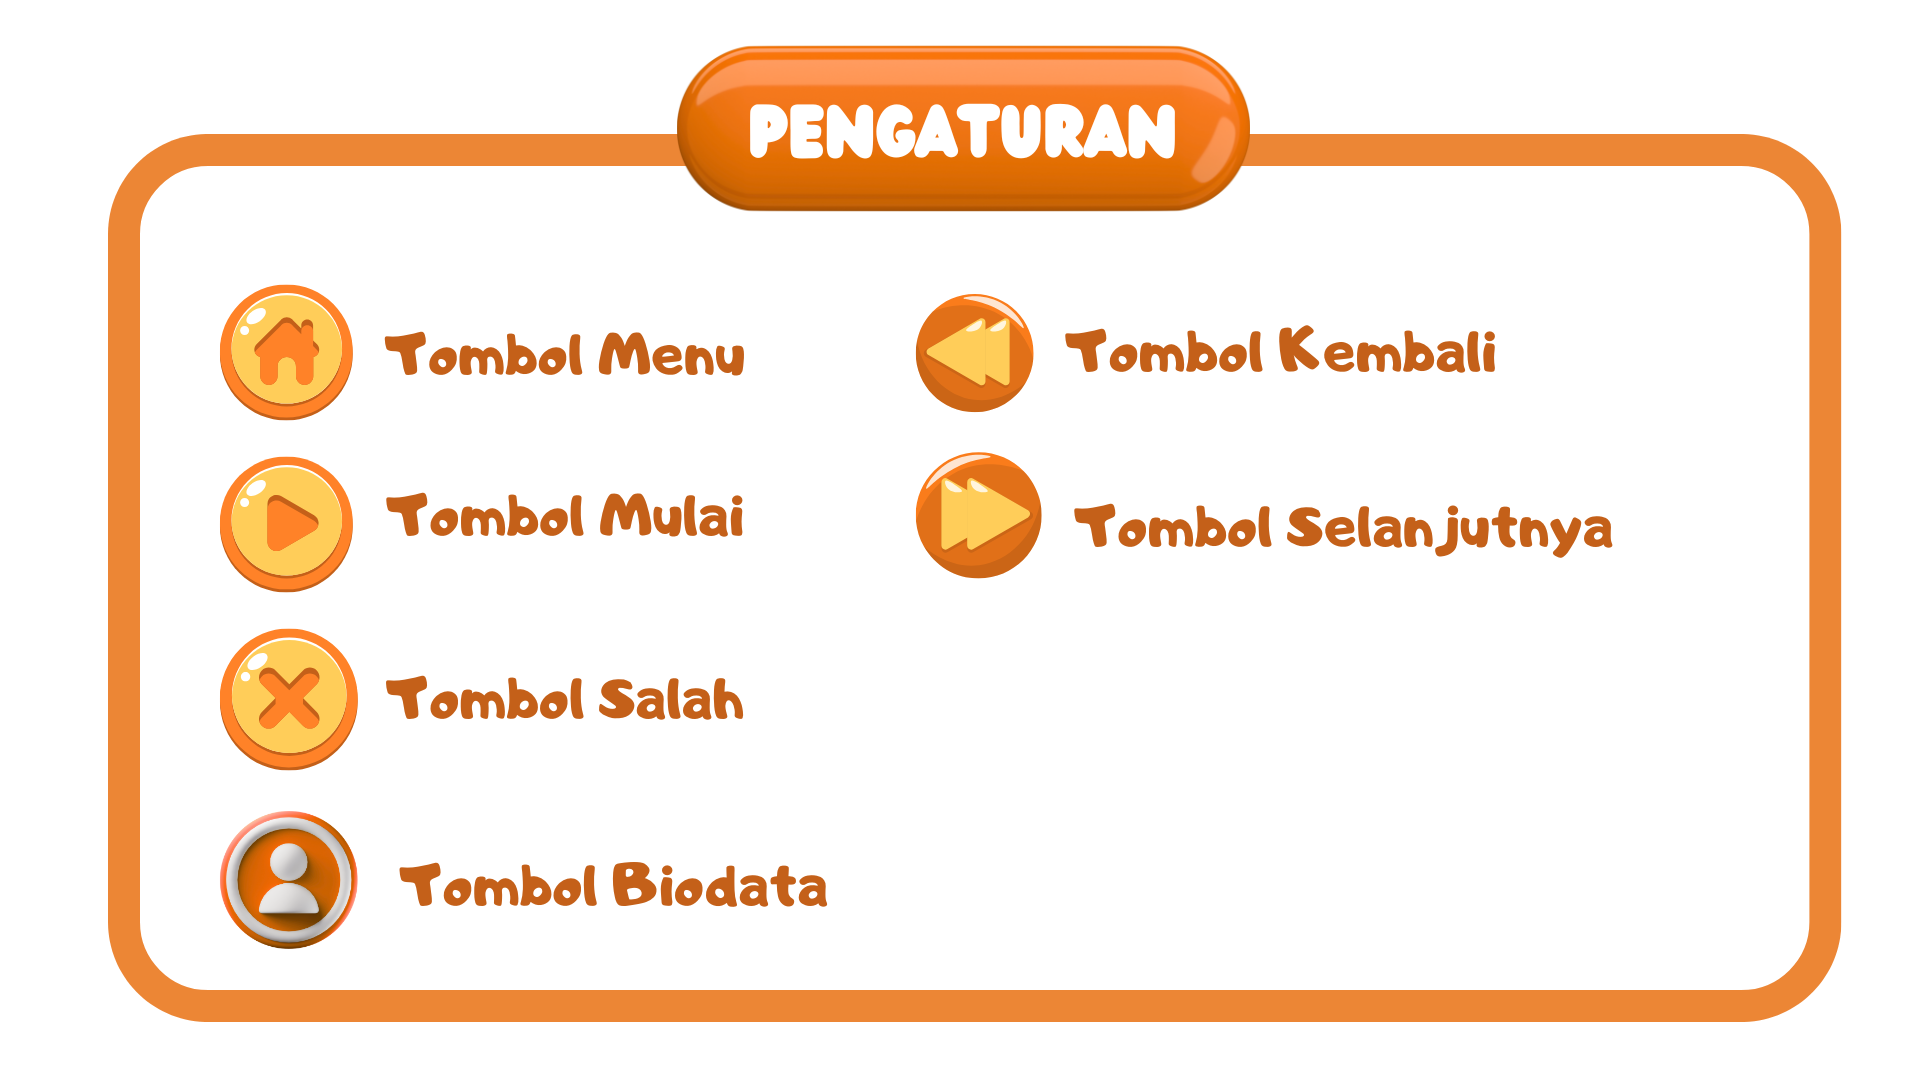 PENGATURAN
Tombol Menu
Tombol Mulai
Tombol Salah
Tombol Biodata
Tombol Kembali
Tombol Selanjutnya